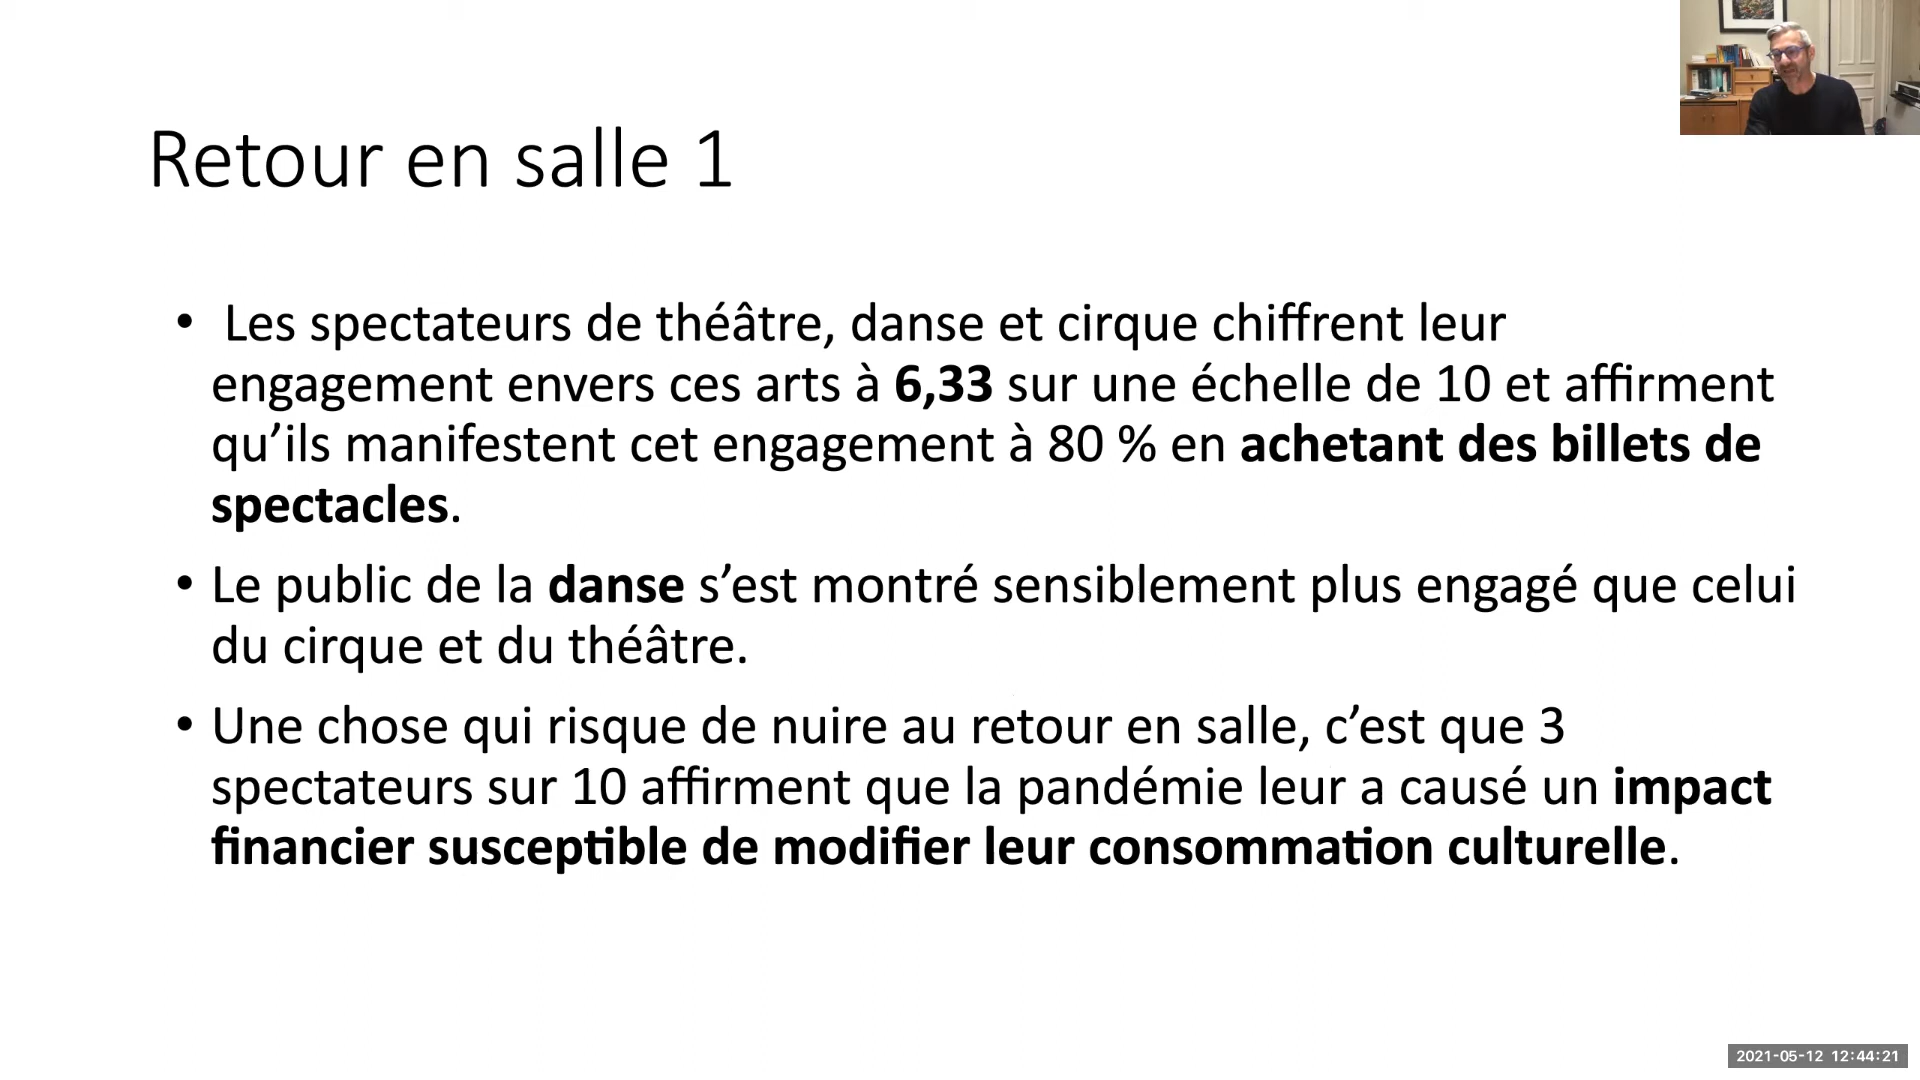 Retour en salle 1
• Les spectateurs de théâtre, danse et cirque chiffrent leur
engagement envers ces arts à 6,33 sur une échelle de 10 et affirment
qu’ils manifestent cet engagement à 80 % en achetant des billets de
spectacles.
• Le public de la danse s’est montré sensiblement plus engagé que celui
du cirque et du théâtre.
• Une chose qui risque de nuire au retour en salle, c’est que 3
spectateurs sur 10 affirment que la pandémie leur a causé un impact
financier susceptible de modifier leur consommation culturelle.
2021-05-12 12:44:21